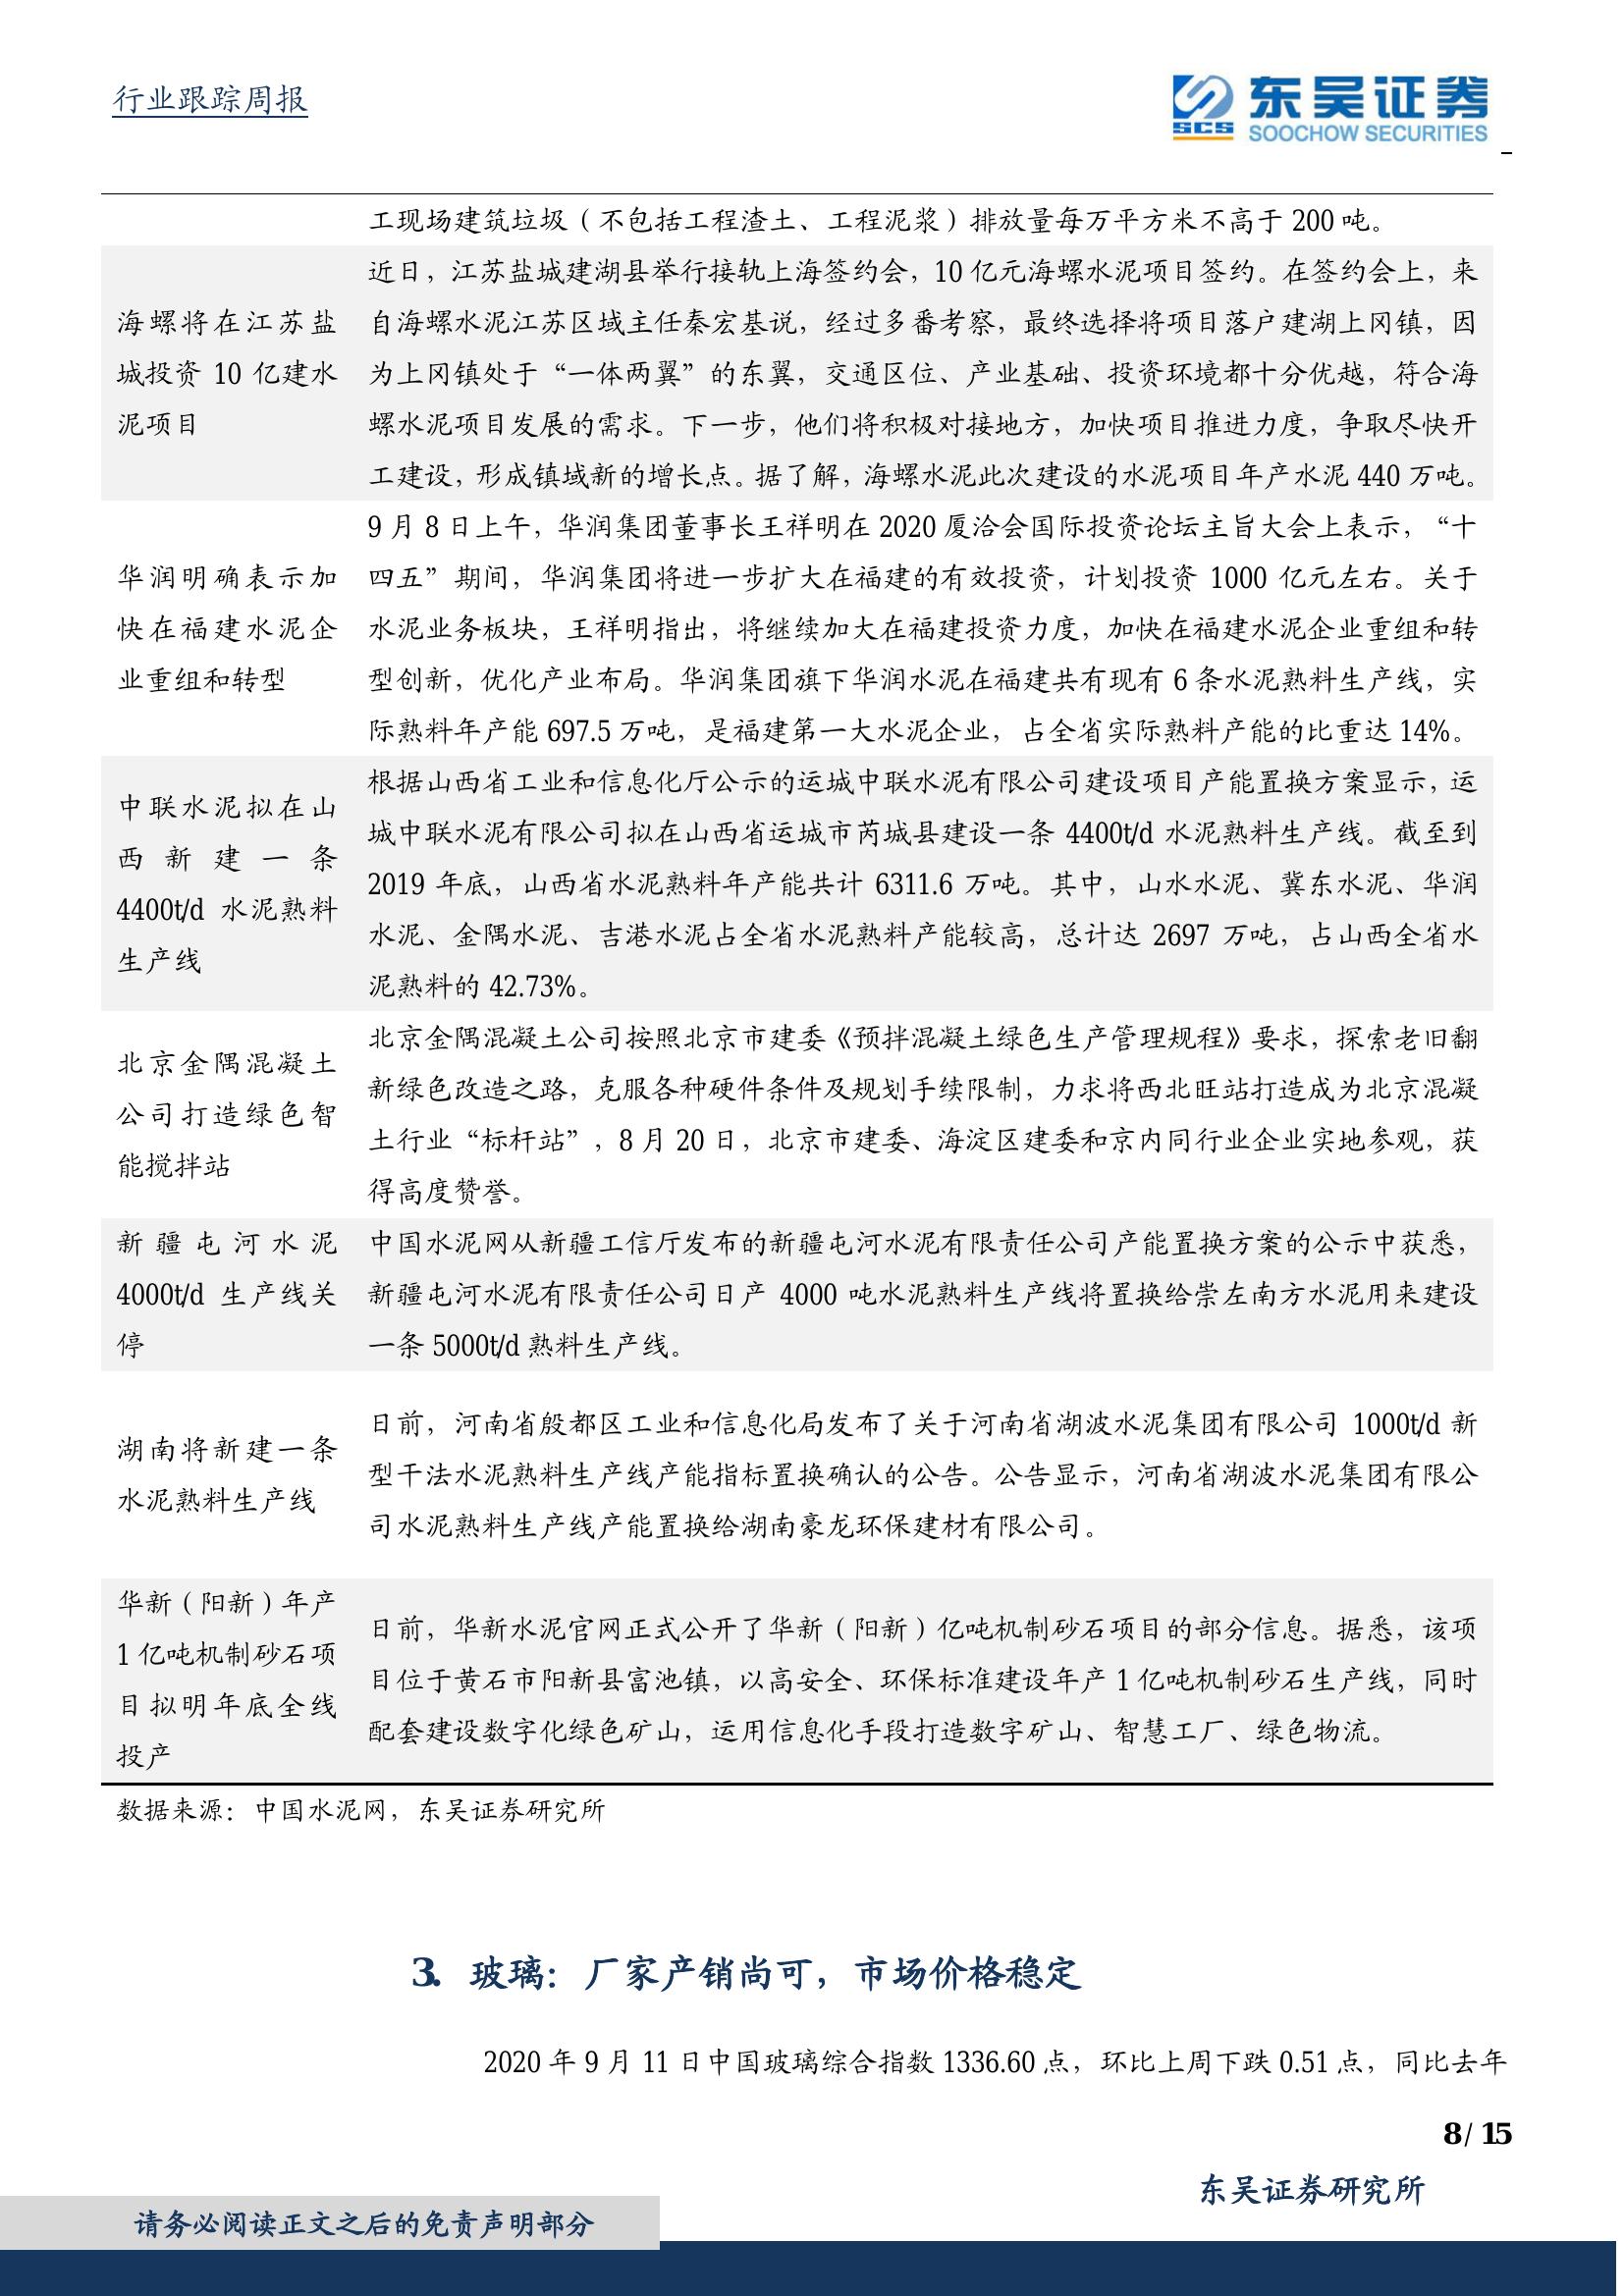 行业跟踪周报
SCS
东吴证券
SOOCHOW SECURITIES
工现场建筑垃圾（不包括工程渣土、工程泥浆）排放量每万平方米不高于 200 吨。
海螺将在江苏盐
城投资 10 亿建水
泥项目
近日，江苏盐城建湖县举行接轨上海签约会，10 亿元海螺水泥项目签约。在签约会上，来
自海螺水泥江苏区域主任秦宏基说，经过多番考察，最终选择将项目落户建湖上冈镇，因
为上冈镇处于“一体两翼”的东翼，交通区位、产业基础、投资环境都十分优越，符合海
螺水泥项目发展的需求。下一步，他们将积极对接地方，加快项目推进力度，争取尽快开
工建设，形成镇域新的增长点。据了解，海螺水泥此次建设的水泥项目年产水泥 440 万吨。
华润明确表示加
快在福建水泥企
业重组和转型
9 月 8 日上午，华润集团董事长王祥明在 2020 厦洽会国际投资论坛主旨大会上表示，“十
四五”期间，华润集团将进一步扩大在福建的有效投资，计划投资 1000 亿元左右。关于
水泥业务板块，王祥明指出，将继续加大在福建投资力度，加快在福建水泥企业重组和转
型创新，优化产业布局。华润集团旗下华润水泥在福建共有现有 6 条水泥熟料生产线，实
际熟料年产能 697.5 万吨，是福建第一大水泥企业，占全省实际熟料产能的比重达 14%。
中联水泥拟在山
西新建一条
4400t/d 水泥熟料
生产线
根据山西省工业和信息化厅公示的运城中联水泥有限公司建设项目产能置换方案显示，运
城中联水泥有限公司拟在山西省运城市芮城县建设一条 4400t/d 水泥熟料生产线。截至到
2019 年底，山西省水泥熟料年产能共计 6311.6 万吨。其中，山水水泥、冀东水泥、华润
水泥、金隅水泥、吉港水泥占全省水泥熟料产能较高，总计达 2697 万吨，占山西全省水
泥熟料的 42.73%。
北京金隅混凝土
公司打造绿色智
能搅拌站
北京金隅混凝土公司按照北京市建委《预拌混凝土绿色生产管理规程》要求，探索老旧翻
新绿色改造之路，克服各种硬件条件及规划手续限制，力求将西北旺站打造成为北京混凝
土行业“标杆站”，8 月 20 日，北京市建委、海淀区建委和京内同行业企业实地参观，获
得高度赞誉。
新疆屯河水泥
4000t/d 生产线关
停
中国水泥网从新疆工信厅发布的新疆屯河水泥有限责任公司产能置换方案的公示中获悉，
新疆屯河水泥有限责任公司日产 4000 吨水泥熟料生产线将置换给崇左南方水泥用来建设
一条 5000t/d 熟料生产线。
湖南将新建一条
水泥熟料生产线
日前，河南省殷都区工业和信息化局发布了关于河南省湖波水泥集团有限公司 1000t/d 新
型干法水泥熟料生产线产能指标置换确认的公告。公告显示，河南省湖波水泥集团有限公
司水泥熟料生产线产能置换给湖南豪龙环保建材有限公司。
华新（阳新）年产
1 亿吨机制砂石项
目拟明年底全线
投产
日前，华新水泥官网正式公开了华新（阳新）亿吨机制砂石项目的部分信息。据悉，该项
目位于黄石市阳新县富池镇，以高安全、环保标准建设年产 1 亿吨机制砂石生产线，同时
配套建设数字化绿色矿山，运用信息化手段打造数字矿山、智慧工厂、绿色物流。
数据来源：中国水泥网，东吴证券研究所
3. 玻璃：厂家产销尚可，市场价格稳定
2020 年 9 月 11 日中国玻璃综合指数 1336.60 点，环比上周下跌 0.51 点，同比去年
8 / 15
东吴证券研究所
请务必阅读正文之后的免责声明部分